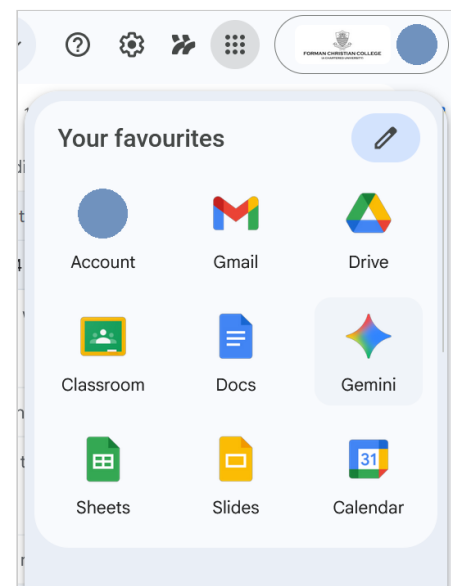 FORMAN CHRISTIAN COLLEGE
Your favourites
Account
Gmail
Drive
Classroom
Docs
Gemini
Sheets
Slides
31
Calendar